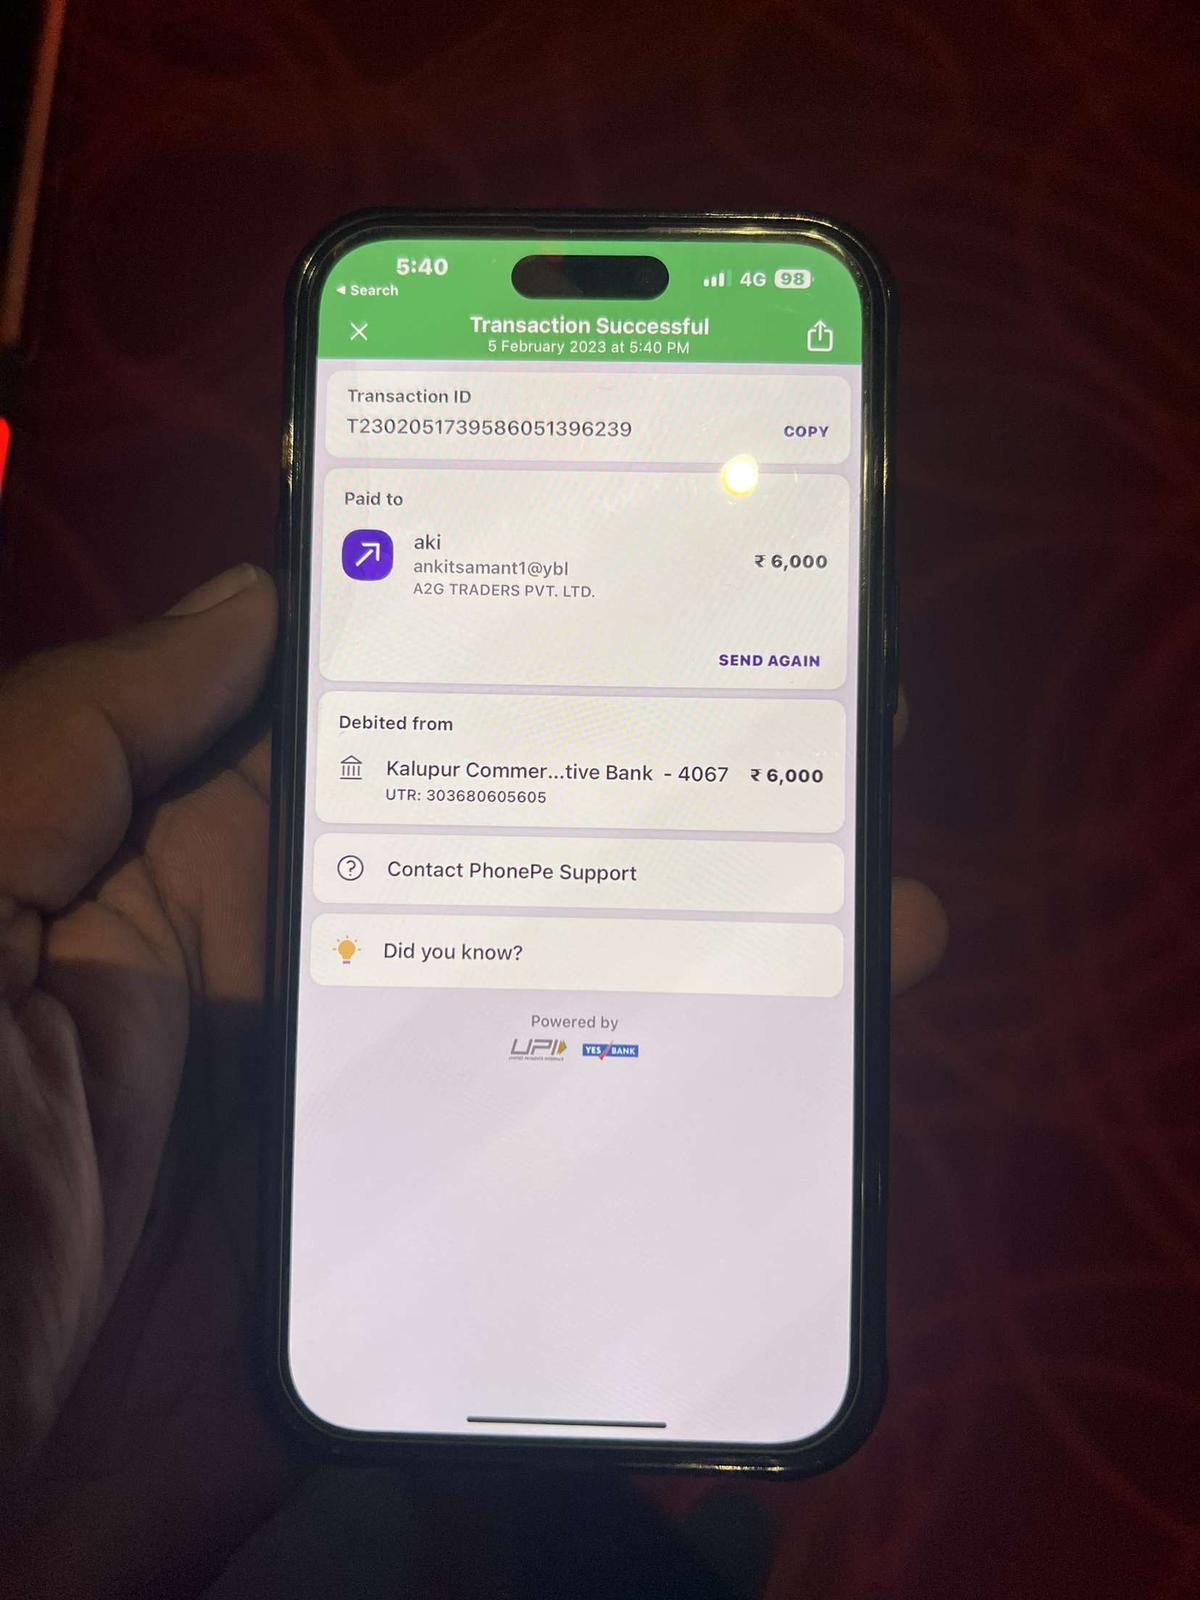 5:40
4G 98
◄ Search
Transaction Successful
5 February 2023 at 5:40 PM
Transaction ID
T2302051739586051396239
COPY
Paid to
aki
ankitsamant1@ybl
₹ 6,000
A2G TRADERS PVT. LTD.
SEND AGAIN
Debited from
Kalupur Commer...tive Bank - 4067 ₹ 6,000
UTR: 303680605605
Contact PhonePe Support
Did you know?
Powered by
UPI YES BANK